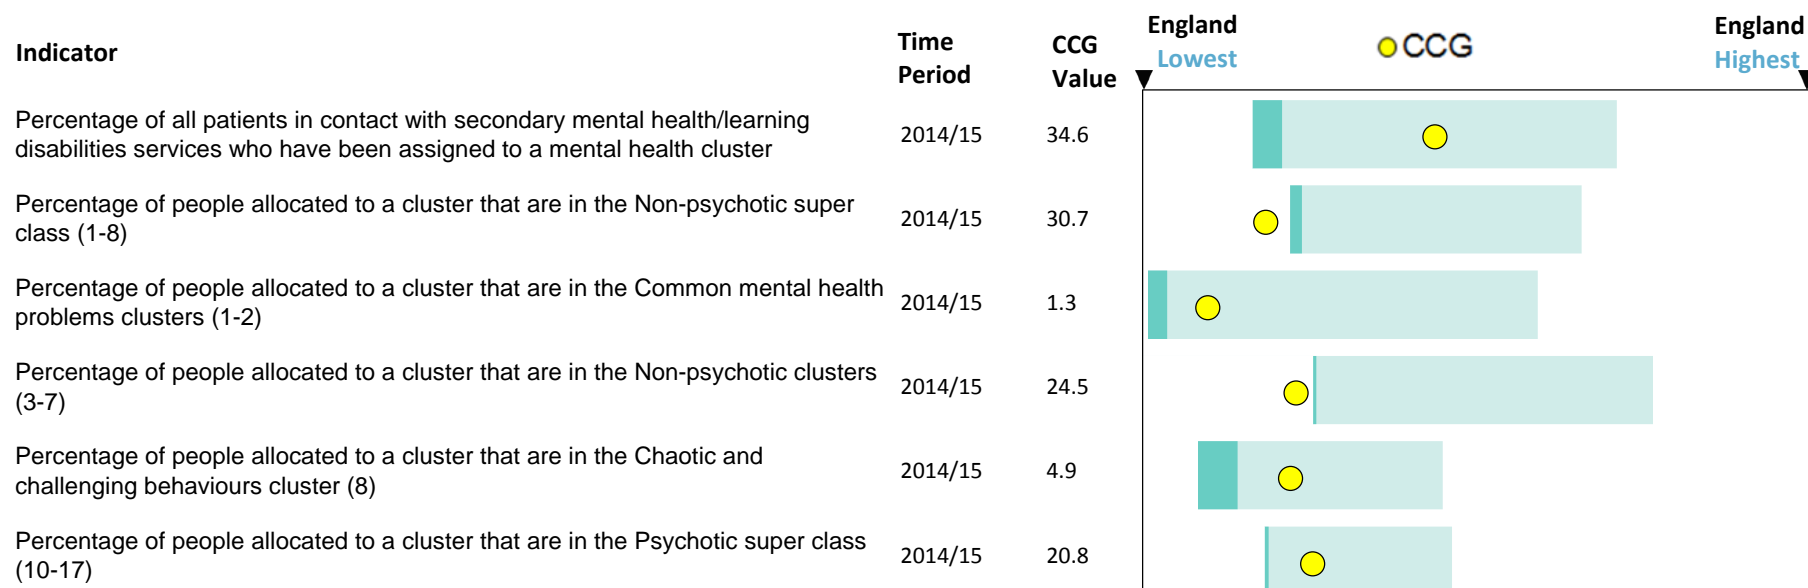 Indicator
Time Period
CCG Value
England Lowest
CCG
England Highest
Percentage of all patients in contact with secondary mental health/learning
disabilities services who have been assigned to a mental health cluster
2014/15
34.6
Percentage of people allocated to a cluster that are in the Non-psychotic super
class (1-8)
2014/15
30.7
Percentage of people allocated to a cluster that are in the Common mental health
problems clusters (1-2)
2014/15
1.3
Percentage of people allocated to a cluster that are in the Non-psychotic clusters
(3-7)
2014/15
24.5
Percentage of people allocated to a cluster that are in the Chaotic and
challenging behaviours cluster (8)
2014/15
4.9
Percentage of people allocated to a cluster that are in the Psychotic super class
(10-17)
2014/15
20.8